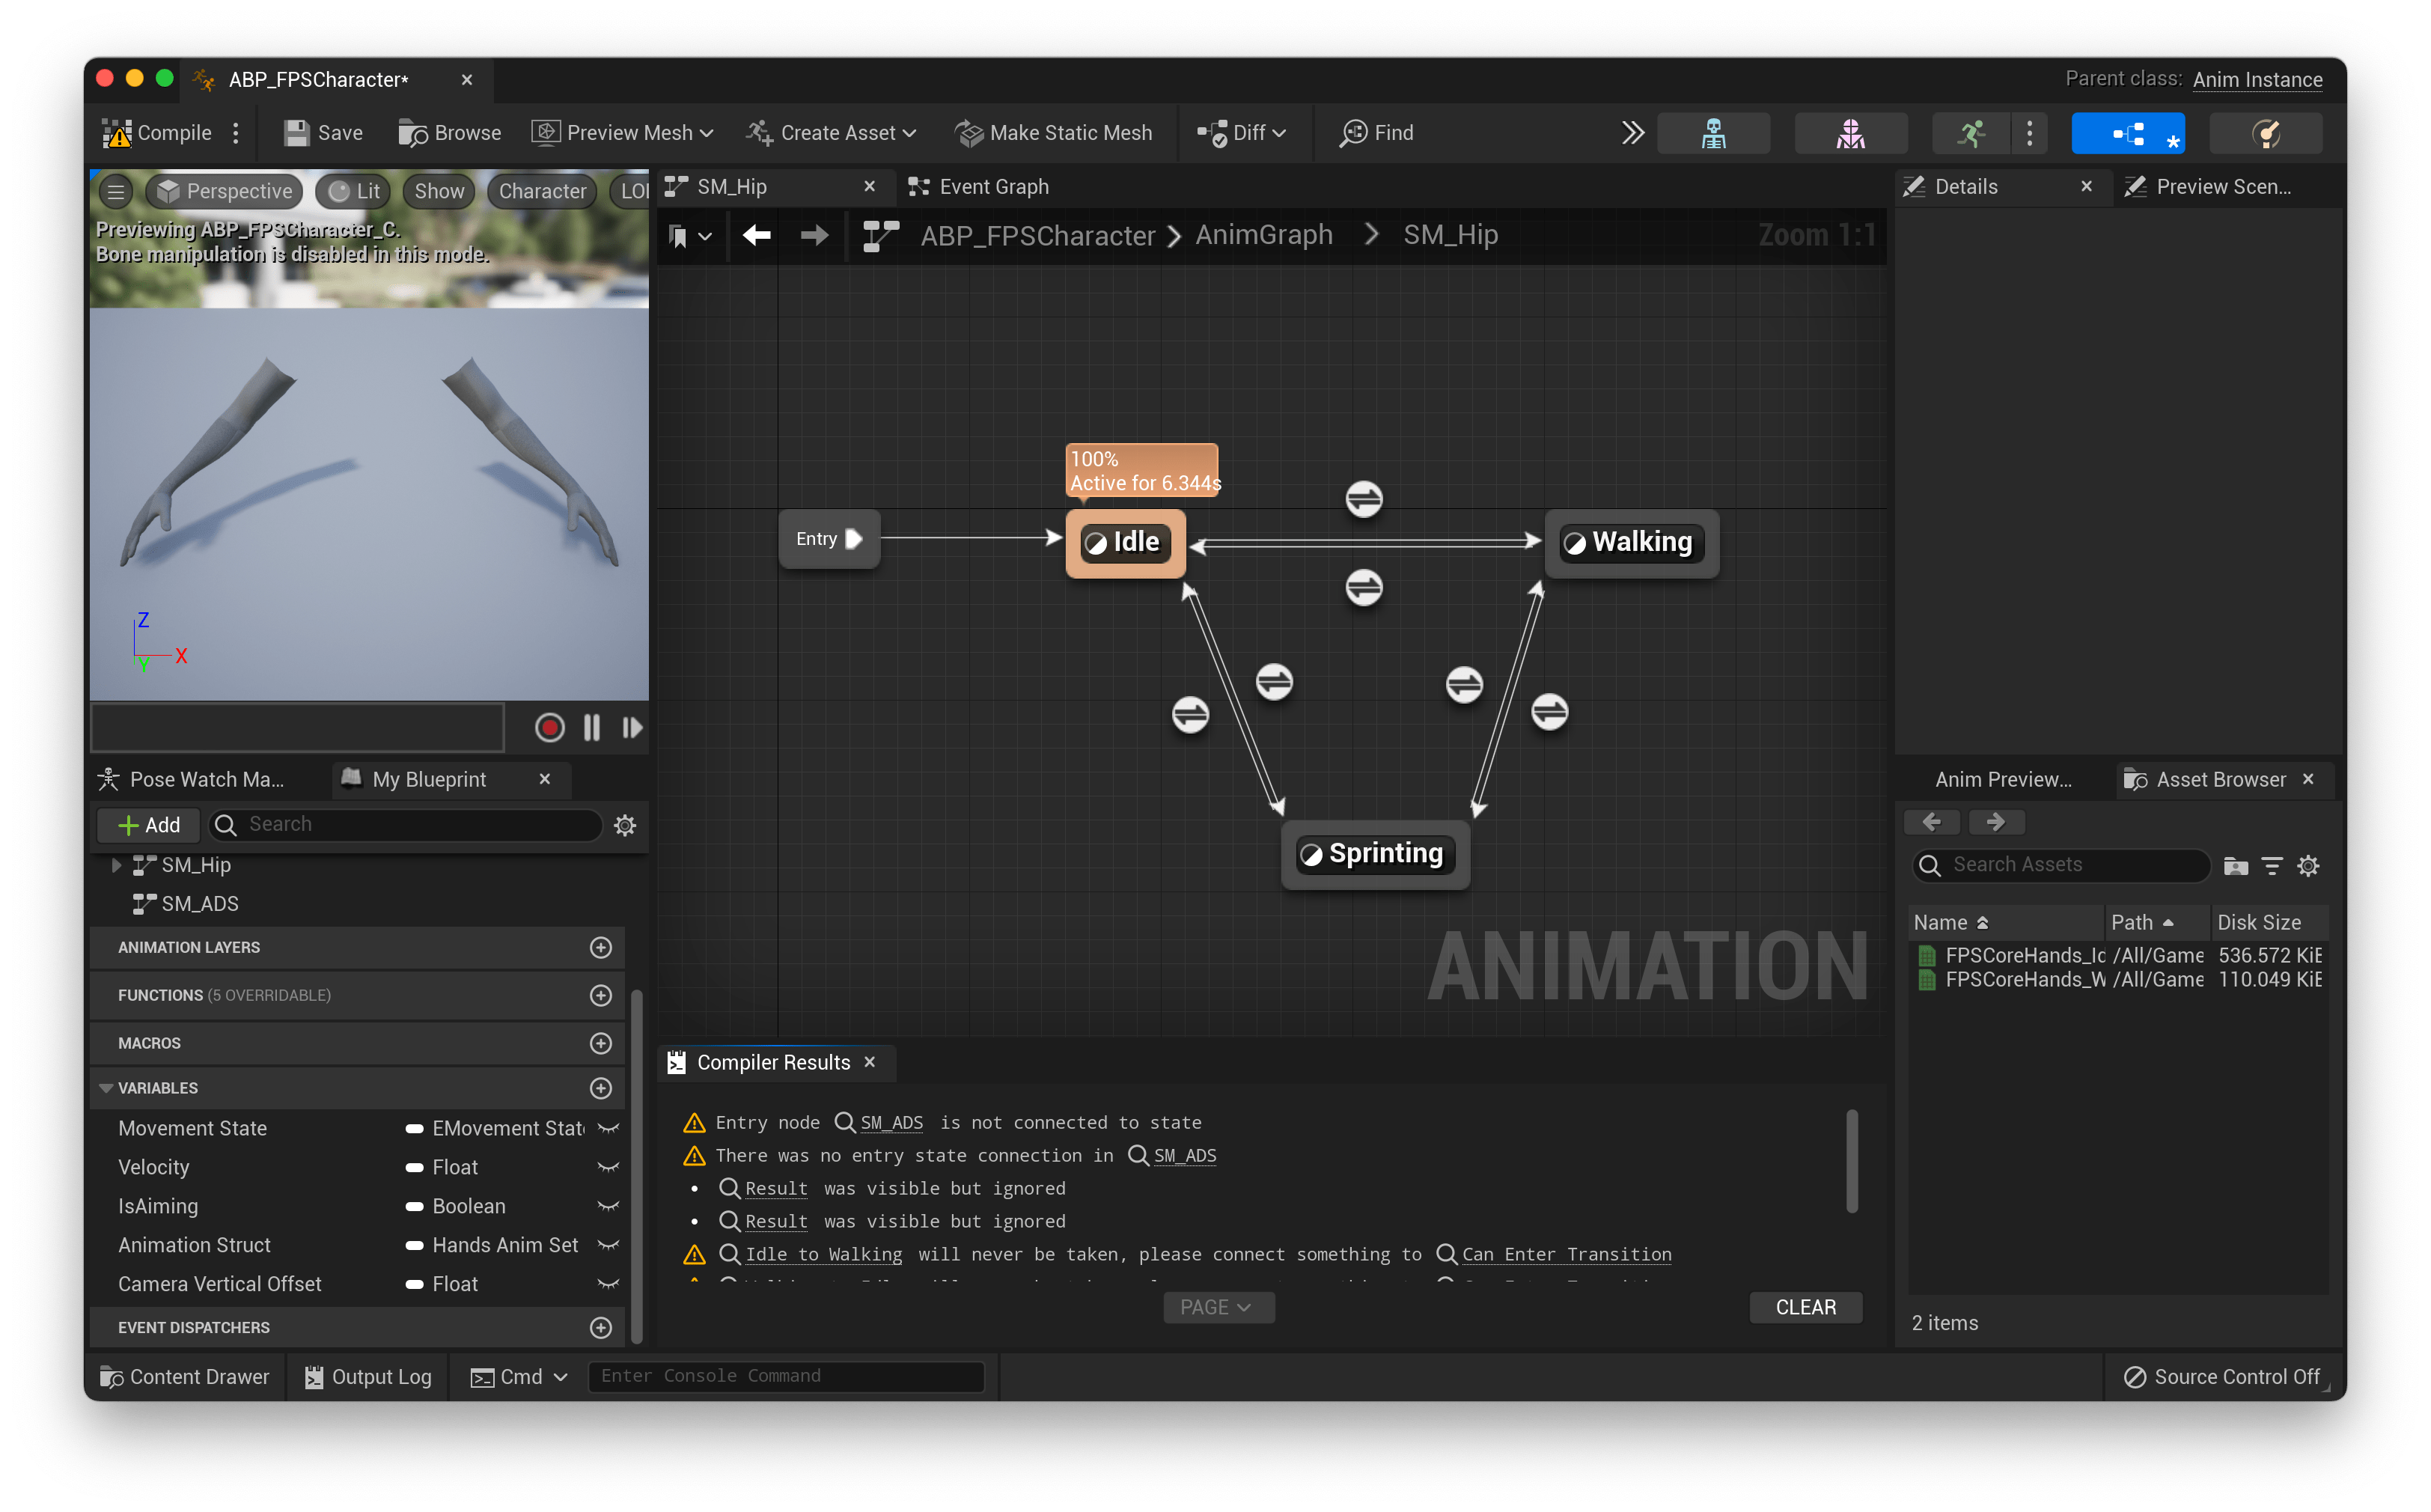 ABP_FPSCharacter*
Parent class: Anim Instance
Compile
Save
Browse
Preview Mesh
Create Asset
Make Static Mesh
Diff
Find
Perspective
Lit
Show
Character
LOI
Previewing ABP_FPSCharacter_C.
Bone manipulation is disabled in this mode.
Z
X
Y
SM_Hip
Event Graph
ABP_FPSCharacter > AnimGraph > SM_Hip
Zoom 1:1
100%
Active for 6.344s
Entry
Idle
Walking
Sprinting
ANIMATION
Details
Preview Scen...
Pose Watch Ma...
My Blueprint
Add
Search
SM_Hip
SM_ADS
ANIMATION LAYERS
FUNCTIONS (5 OVERRIDABLE)
MACROS
VARIABLES
Movement State EMovement Stat
Velocity Float
IsAiming Boolean
Animation Struct Hands Anim Set
Camera Vertical Offset Float
EVENT DISPATCHERS
Compiler Results
Entry node SM_ADS is not connected to state
There was no entry state connection in SM_ADS
• Result was visible but ignored
• Result was visible but ignored
Idle to Walking will never be taken, please connect something to Can Enter Transition
PAGE
CLEAR
Anim Preview...
Asset Browser
Search Assets
Name Path Disk Size
FPSCoreHands_Id /All/Game 536.572 KiE
FPSCoreHands_W /All/Game 110.049 KiE
2 items
Content Drawer
Output Log
Cmd
Enter Console Command
Source Control Off